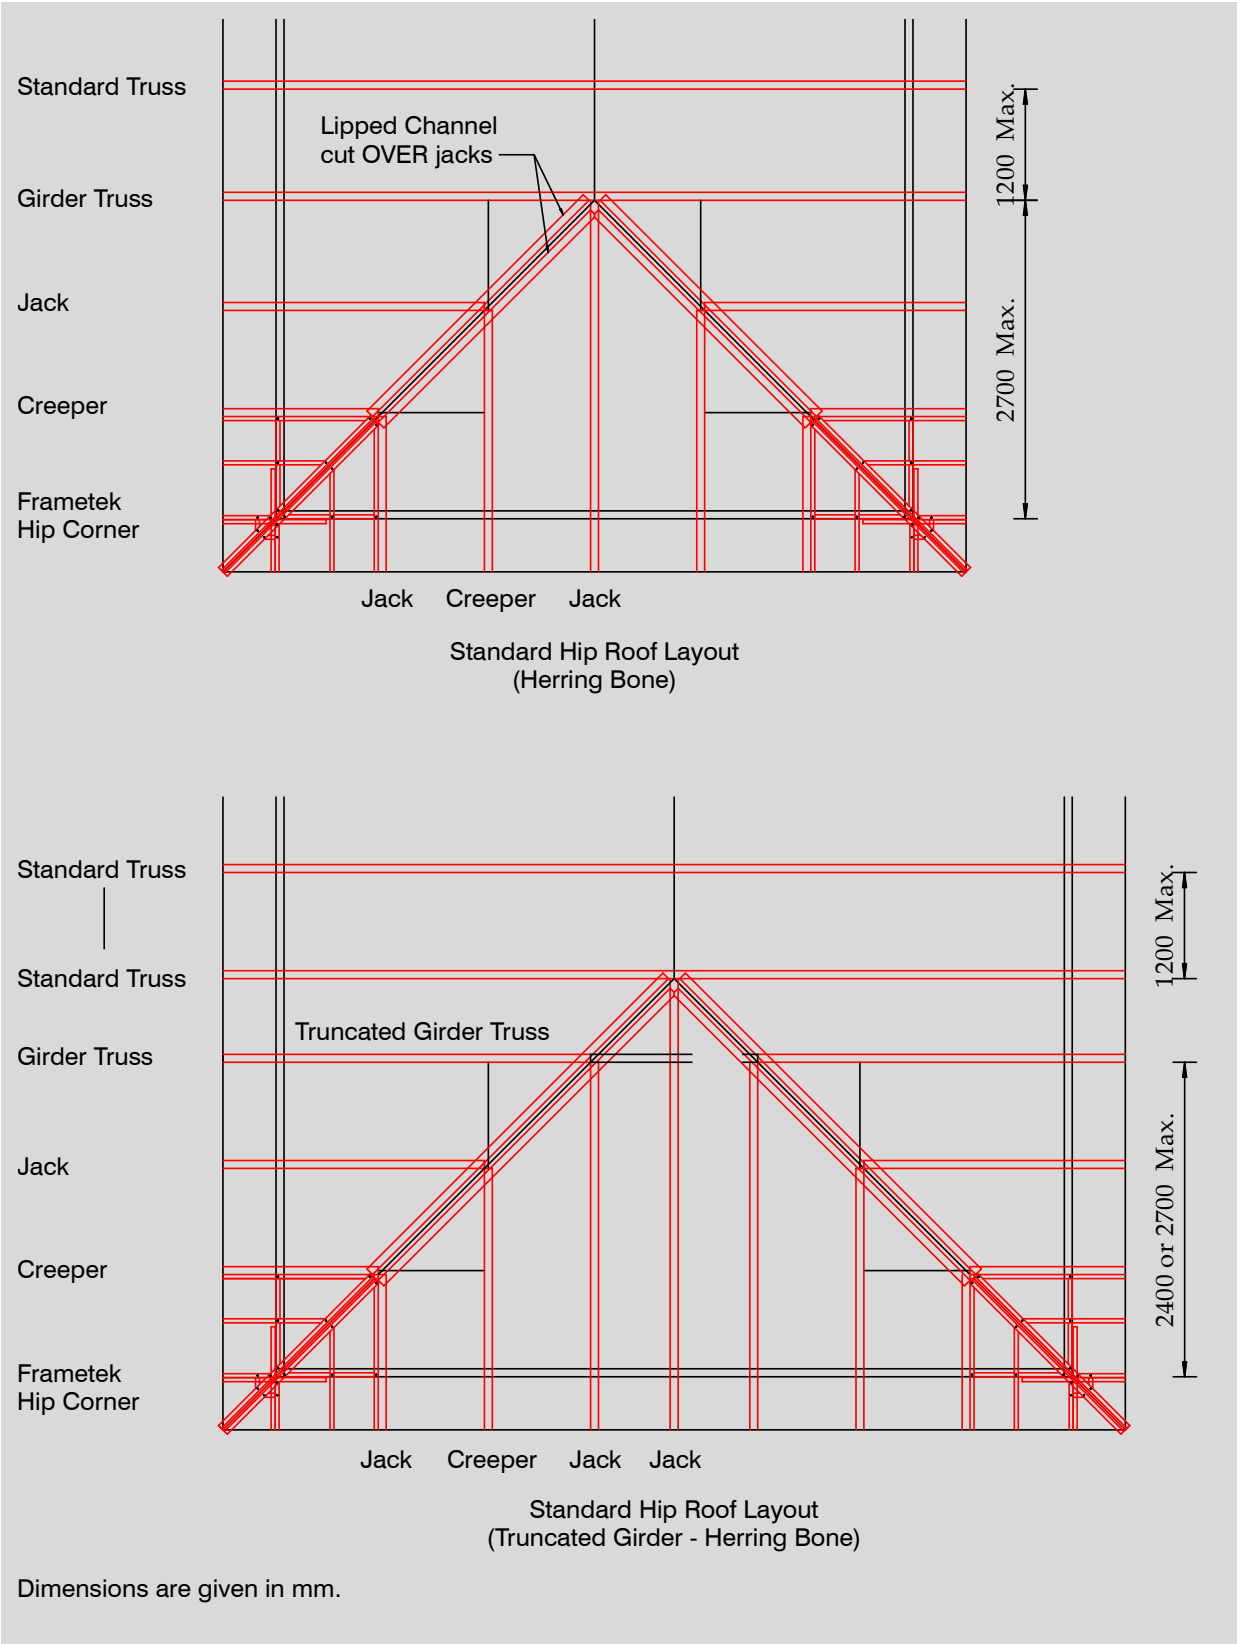 Standard Truss
Lipped Channel
cut OVER jacks
1200 Max.
Girder Truss
Jack
2700 Max.
Creeper
Frametek
Hip Corner
Jack Creeper Jack
Standard Hip Roof Layout
(Herring Bone)
Standard Truss
1200 Max.
Standard Truss
Truncated Girder Truss
Girder Truss
Jack
2400 or 2700 Max.
Creeper
Frametek
Hip Corner
Jack Creeper Jack Jack
Standard Hip Roof Layout
(Truncated Girder - Herring Bone)
Dimensions are given in mm.